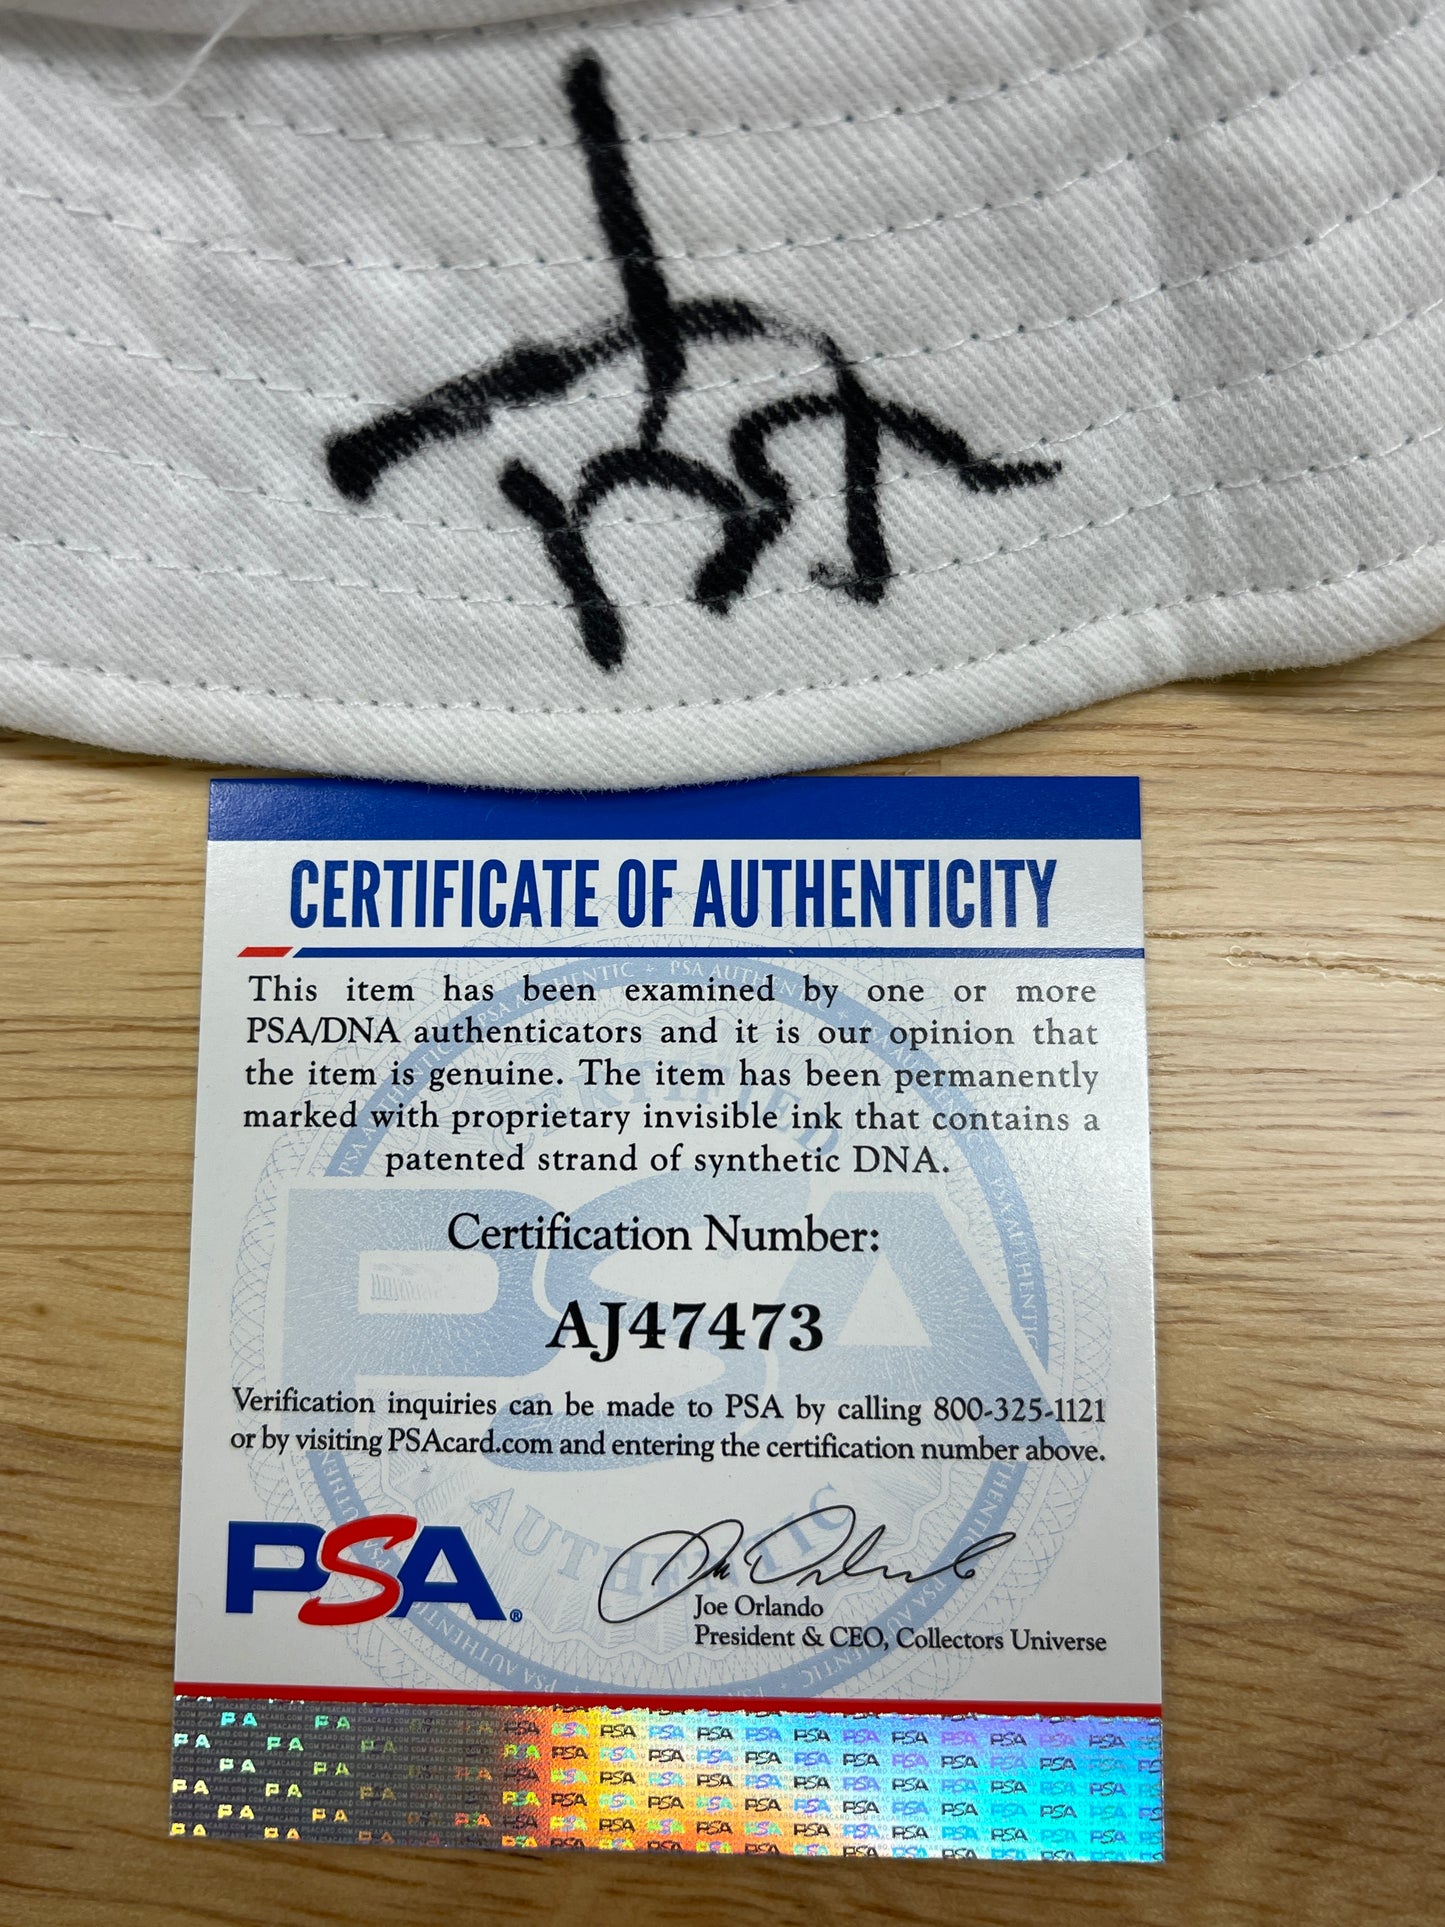 CERTIFICATE OF AUTHENTICITY
This item has been examined by one or more
PSA/DNA authenticators and it is our opinion that
the item is genuine. The item has been permanently
marked with proprietary invisible ink that contains a
patented strand of synthetic DNA.
Certification Number:
AJ47473
Verification inquiries can be made to PSA by calling 800-325-1121
or by visiting PSAcard.com and entering the certification number above.
PSA®
Joe Orlando
President & CEO, Collectors Universe